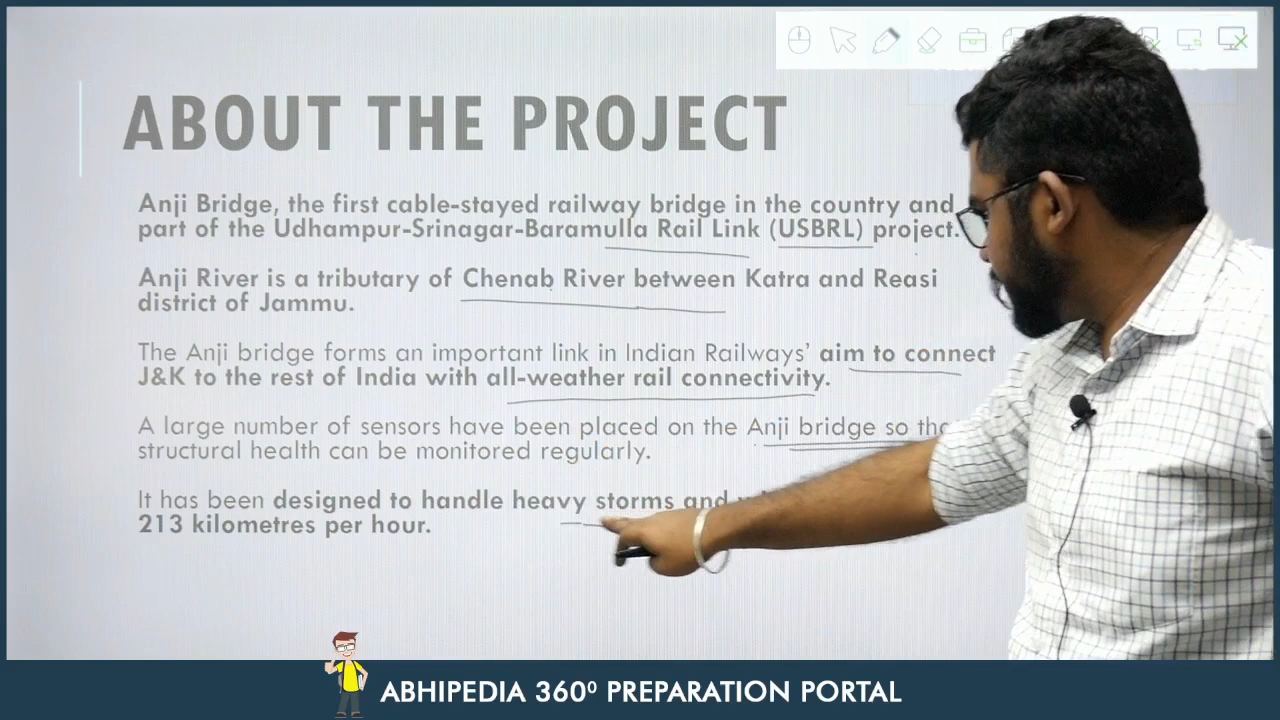 ABOUT THE PROJECT
Anji Bridge, the first cable-stayed railway bridge in the country and
part of the Udhampur-Srinagar-Baramulla Rail Link (USBRL) project.
Anji River is a tributary of Chenab River between Katra and Reasi
district of Jammu.
The Anji bridge forms an important link in Indian Railways' aim to connect
J&K to the rest of India with all-weather rail connectivity.
A large number of sensors have been placed on the Anji bridge so
structural health can be monitored regularly.
It has been designed to handle heavy storms and
213 kilometres per hour.
ABHIPEDIA 360⁰ PREPARATION PORTAL